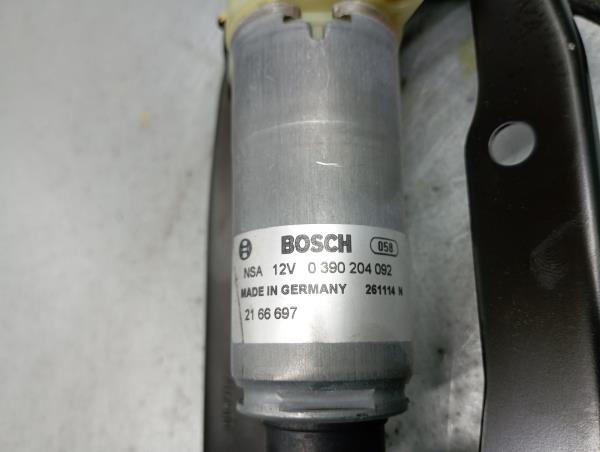 BOSCH 058
NSA 12V 0 390 204 092
MADE IN GERMANY 261114 N
21 66 697